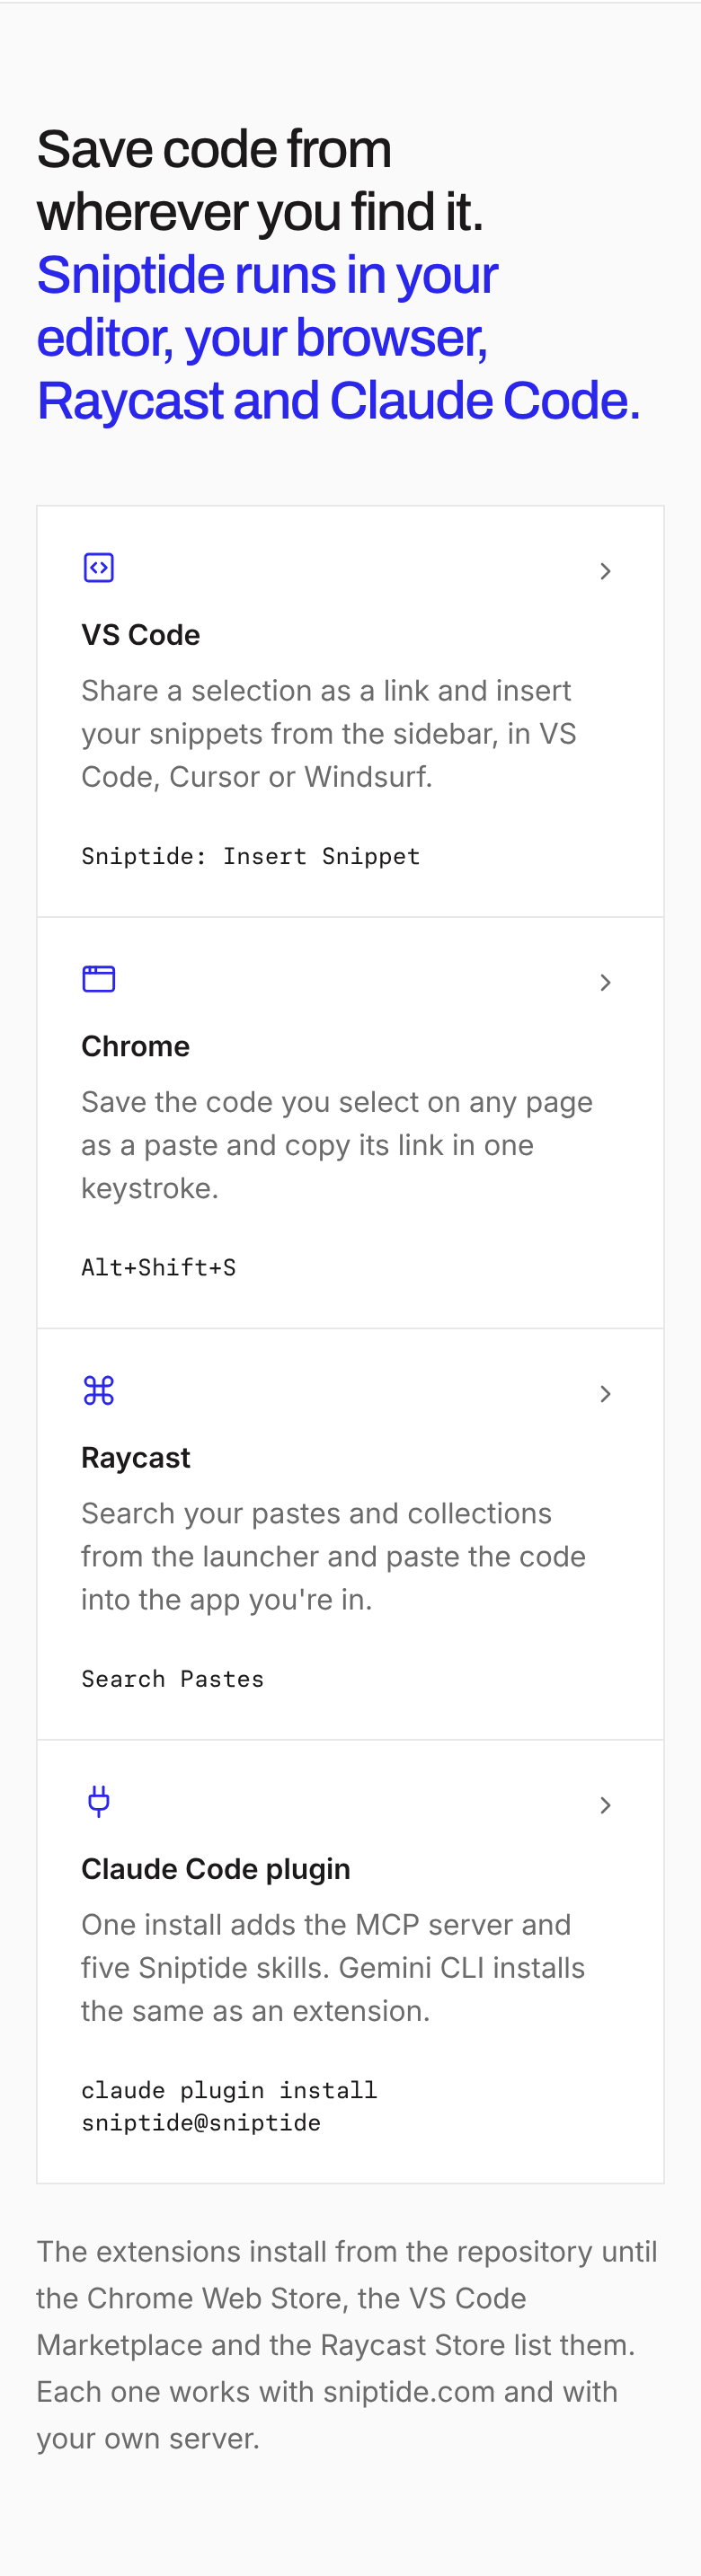 Save code from
wherever you find it.
Sniptide runs in your
editor, your browser,
Raycast and Claude Code.
VS Code
Share a selection as a link and insert
your snippets from the sidebar, in VS
Code, Cursor or Windsurf.
Sniptide: Insert Snippet
Chrome
Save the code you select on any page
as a paste and copy its link in one
keystroke.
Alt+Shift+S
Raycast
Search your pastes and collections
from the launcher and paste the code
into the app you're in.
Search Pastes
Claude Code plugin
One install adds the MCP server and
five Sniptide skills. Gemini CLI installs
the same as an extension.
claude plugin install
sniptide@sniptide
The extensions install from the repository until
the Chrome Web Store, the VS Code
Marketplace and the Raycast Store list them.
Each one works with sniptide.com and with
your own server.